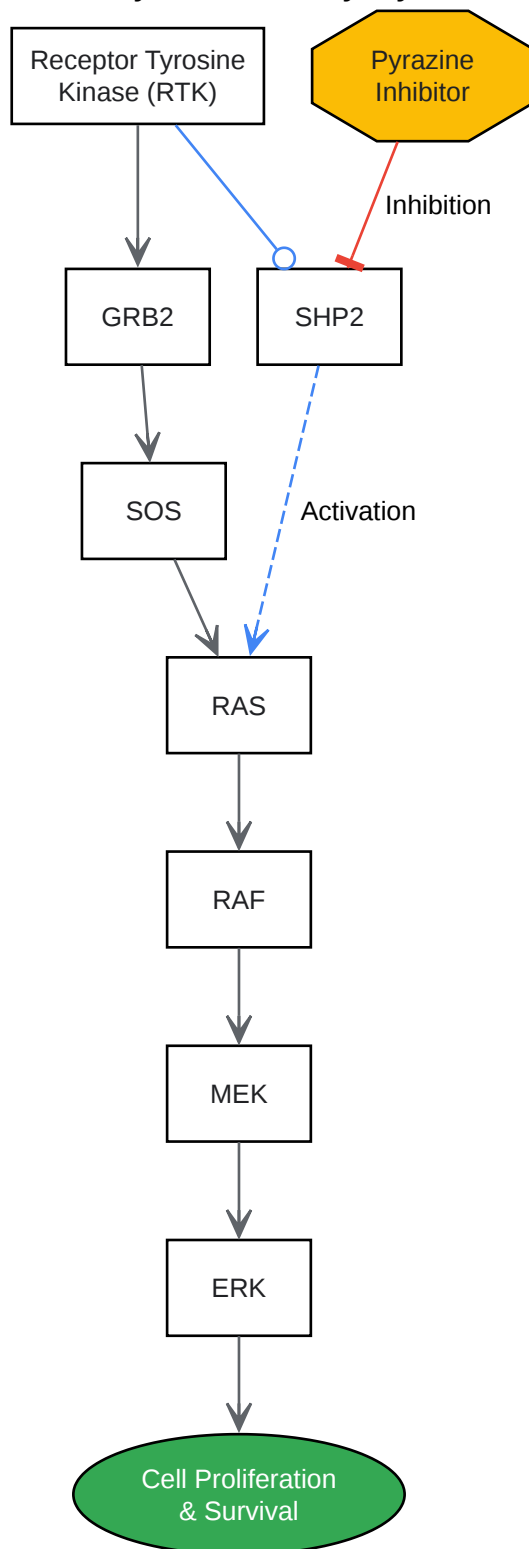 Receptor Tyrosine
Kinase (RTK)
Pyrazine
Inhibitor
Inhibition
GRB2
SHP2
SOS
Activation
RAS
RAF
MEK
ERK
Cell Proliferation
& Survival